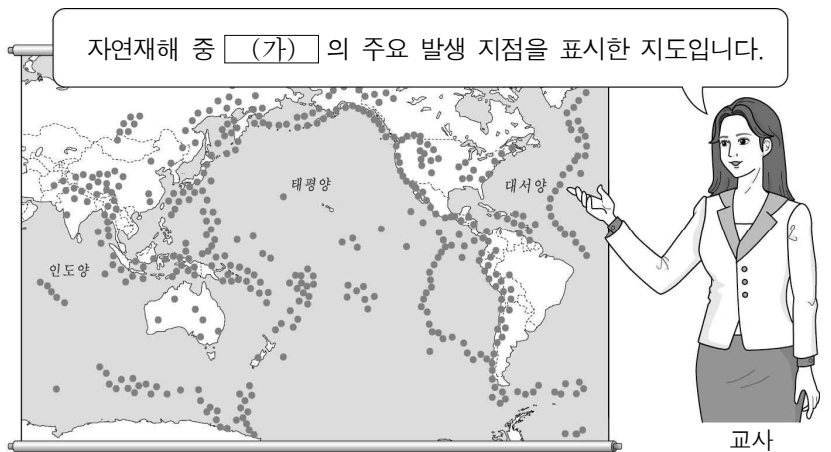 자연재해 중 (가) 의 주요 발생 지점을 표시한 지도입니다.
태평양
대서양
인도양
교사